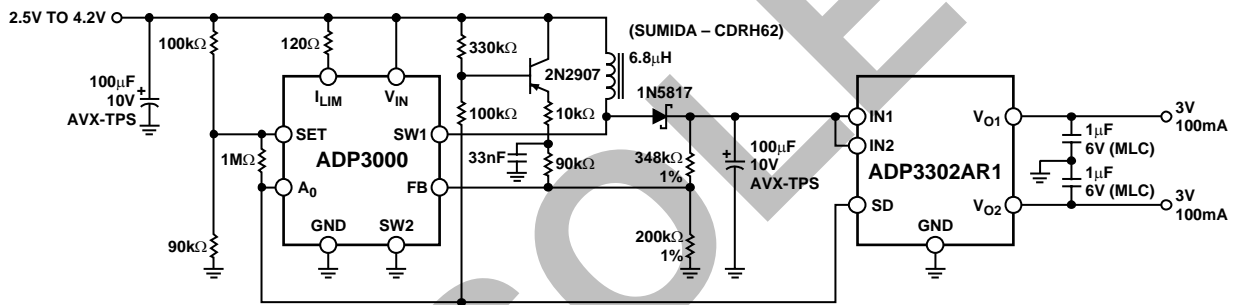 2.5V TO 4.2V
100kΩ
120Ω
330kΩ
(SUMIDA – CDRH62)
6.8μH
100μF
10V
AVX-TPS
+
ILIM
VIN
2N2907
1N5817
100kΩ
10kΩ
SET
SW1
ADP3000
1MΩ
A0
FB
GND
SW2
90kΩ
33nF
90kΩ
348kΩ
1%
200kΩ
1%
+
100μF
10V
AVX-TPS
IN1
IN2
SD
ADP3302AR1
VO1
VO2
GND
1μF
6V (MLC)
1μF
6V (MLC)
3V
100mA
3V
100mA
OLE